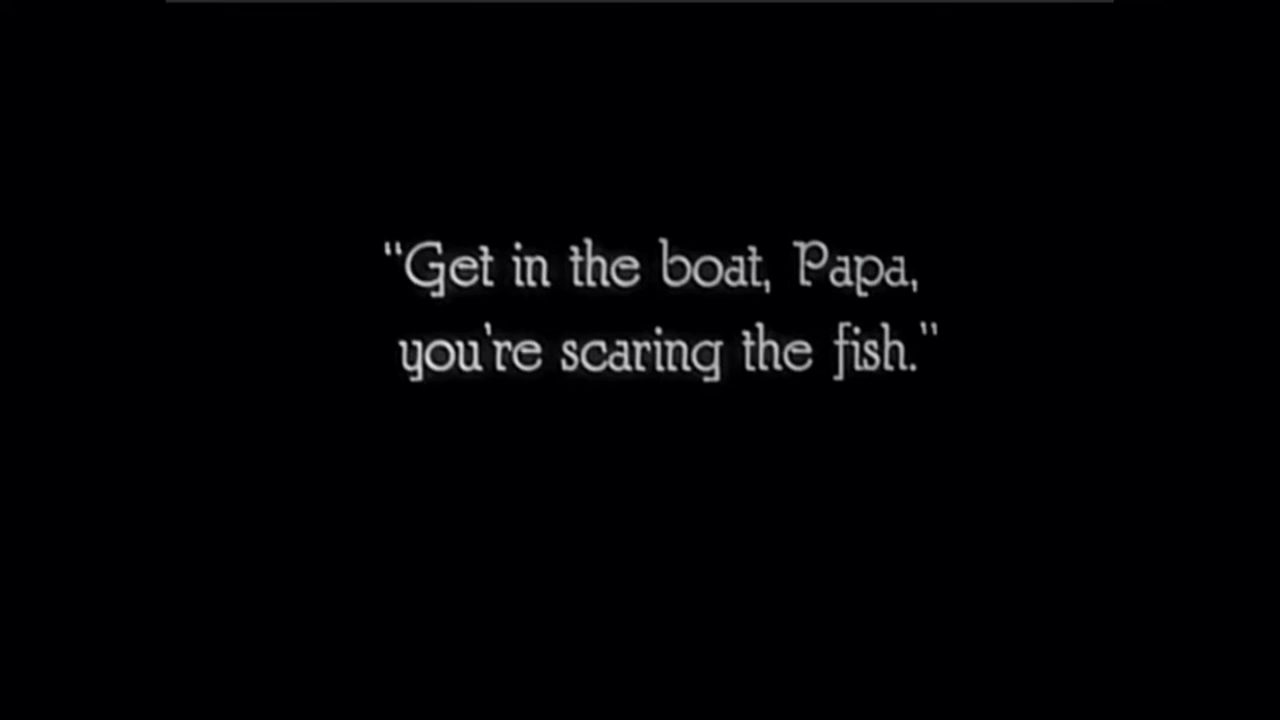 "Get in the boat, Papa,
you're scaring the fish."